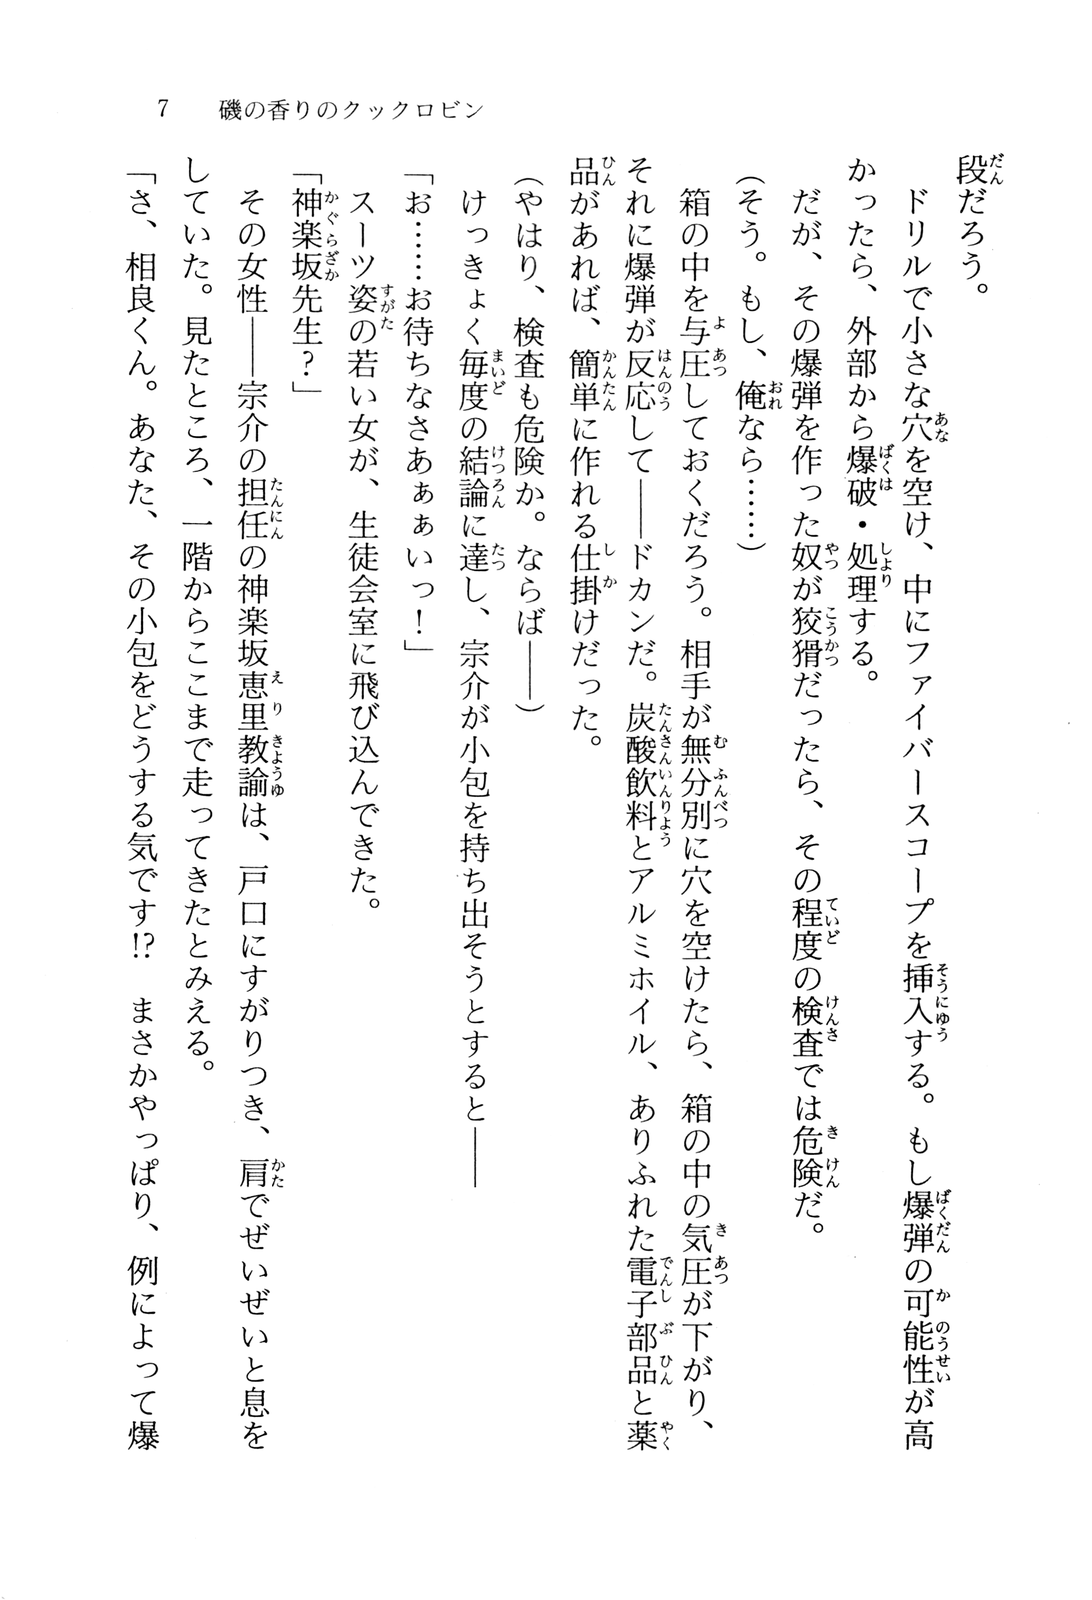 7　磯の香りのクックロビン
段だろう。
　ドリルで小さな穴を空け、中にファイバースコープを挿入する。もし爆弾の可能性が高
かったら、外部から爆破・処理する。
　だが、その爆弾を作った奴が狡猾だったら、その程度の検査では危険だ。
（そう。もし、俺なら……）
　箱の中を与圧しておくだろう。相手が無分別に穴を空けたら、箱の中の気圧が下がり、
それに爆弾が反応して――ドカンだ。炭酸飲料とアルミホイル、ありふれた電子部品と薬
品があれば、簡単に作れる仕掛けだった。
（やはり、検査も危険か。ならば――）
　けっきょく毎度の結論に達し、宗介が小包を持ち出そうとすると――
「お……お待ちなさあぁぁいっ！」
　スーツ姿の若い女が、生徒会室に飛び込んできた。
「神楽坂先生？」
　その女性――宗介の担任の神楽坂恵里教諭は、戸口にすがりつき、肩でぜいぜいと息を
していた。見たところ、一階からここまで走ってきたとみえる。
「さ、相良くん。あなた、その小包をどうする気です!?　まさかやっぱり、例によって爆